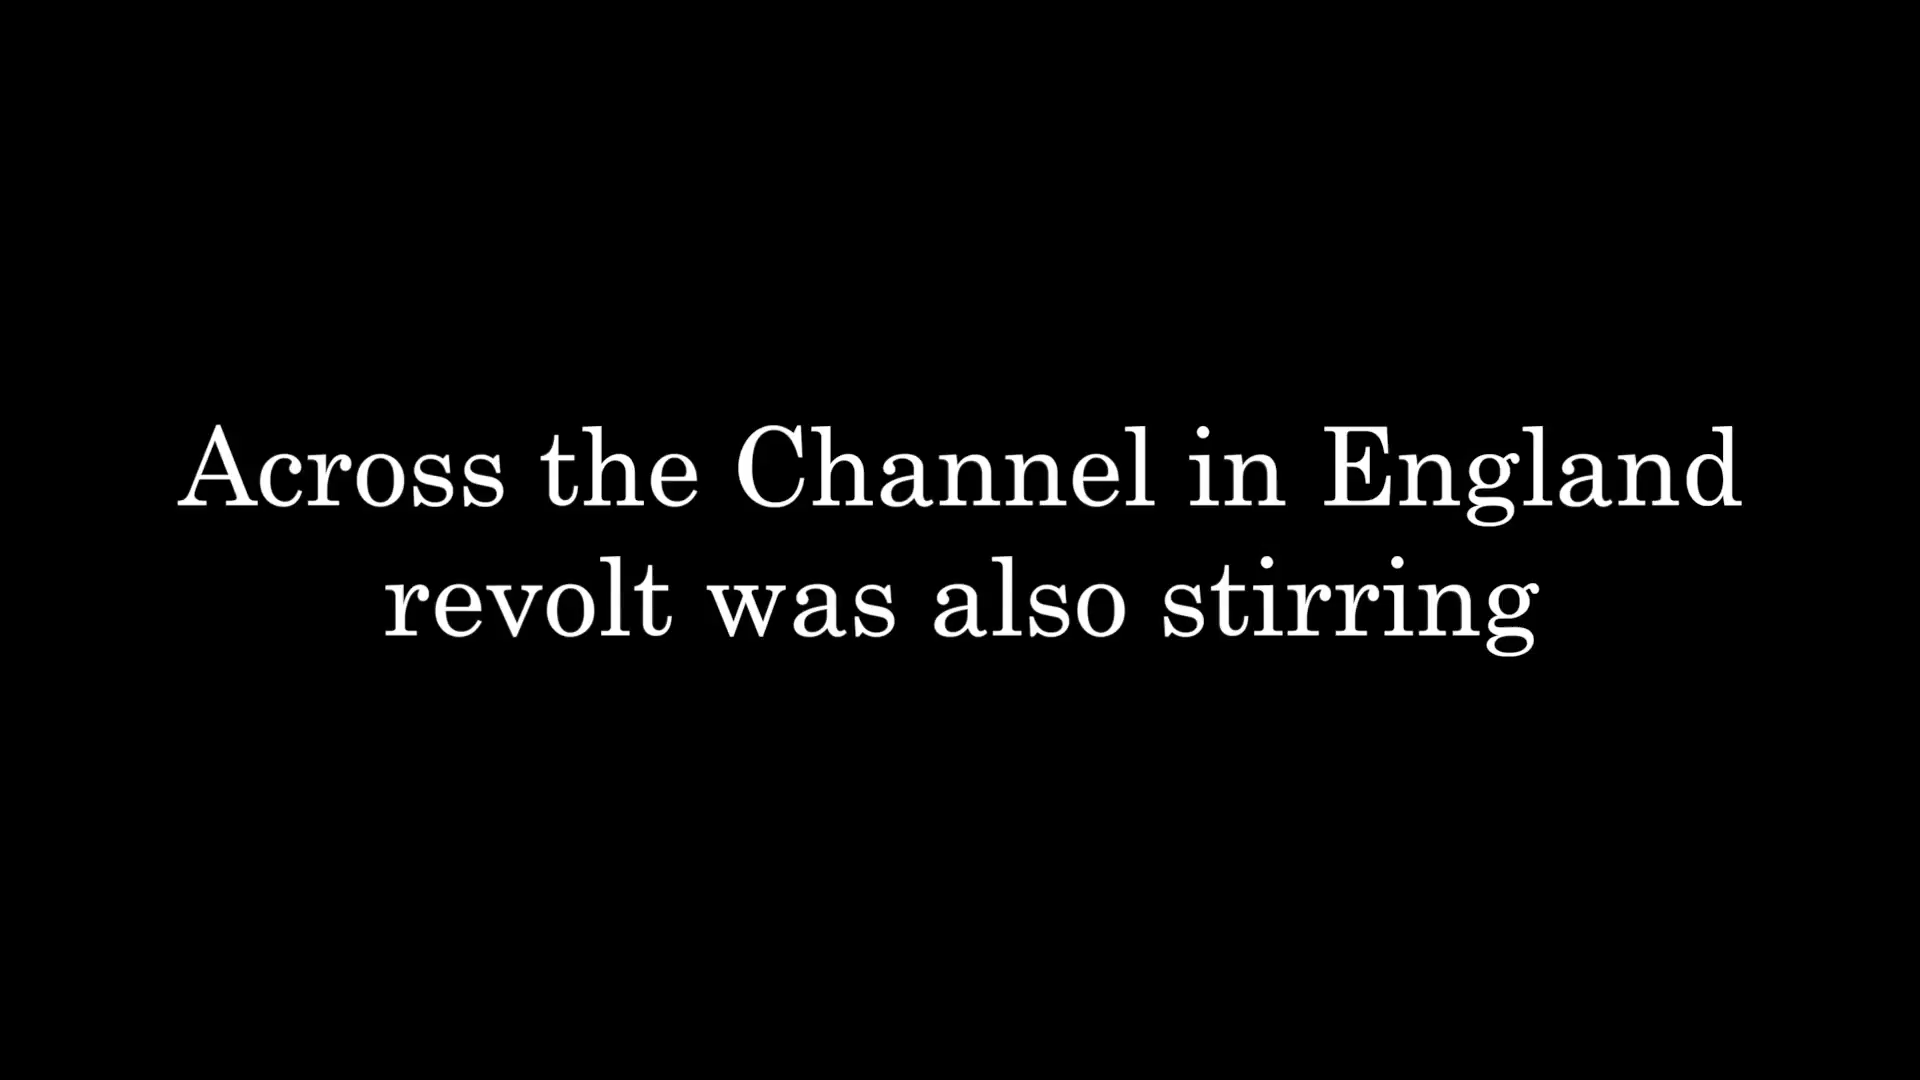 Across the Channel in England
revolt was also stirring